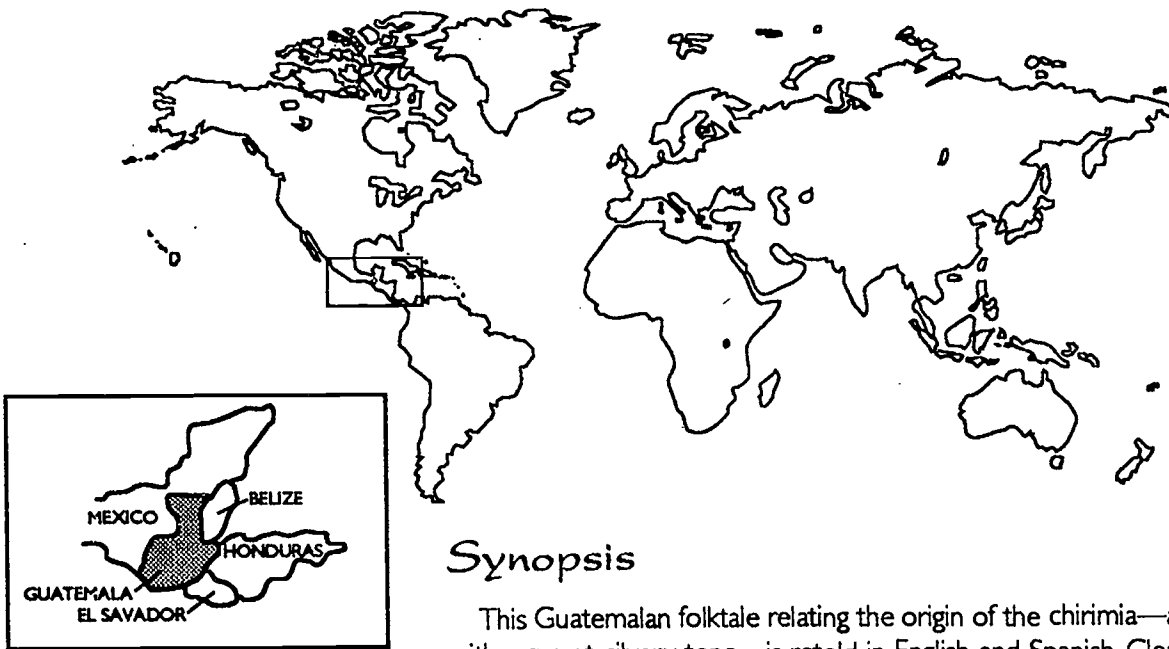 MEXICO
BELIZE
HONDURAS
GUATEMALA
EL SAVADOR
Synopsis
This Guatemalan folktale relating the origin of the chirimia—a
is retold in English and Spanish